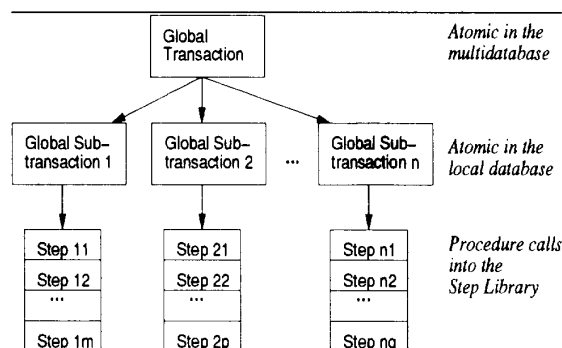 Global
Transaction
Atomic in the
multidatabase
Global Sub-
transaction 1
Global Sub-
transaction 2
...
Global Sub-
transaction n
Atomic in the
local database
Step 11
Step 12
...
Step 1m
Step 21
Step 22
...
Step 2p
Step n1
Step n2
...
Step nq
Procedure calls
into the
Step Library